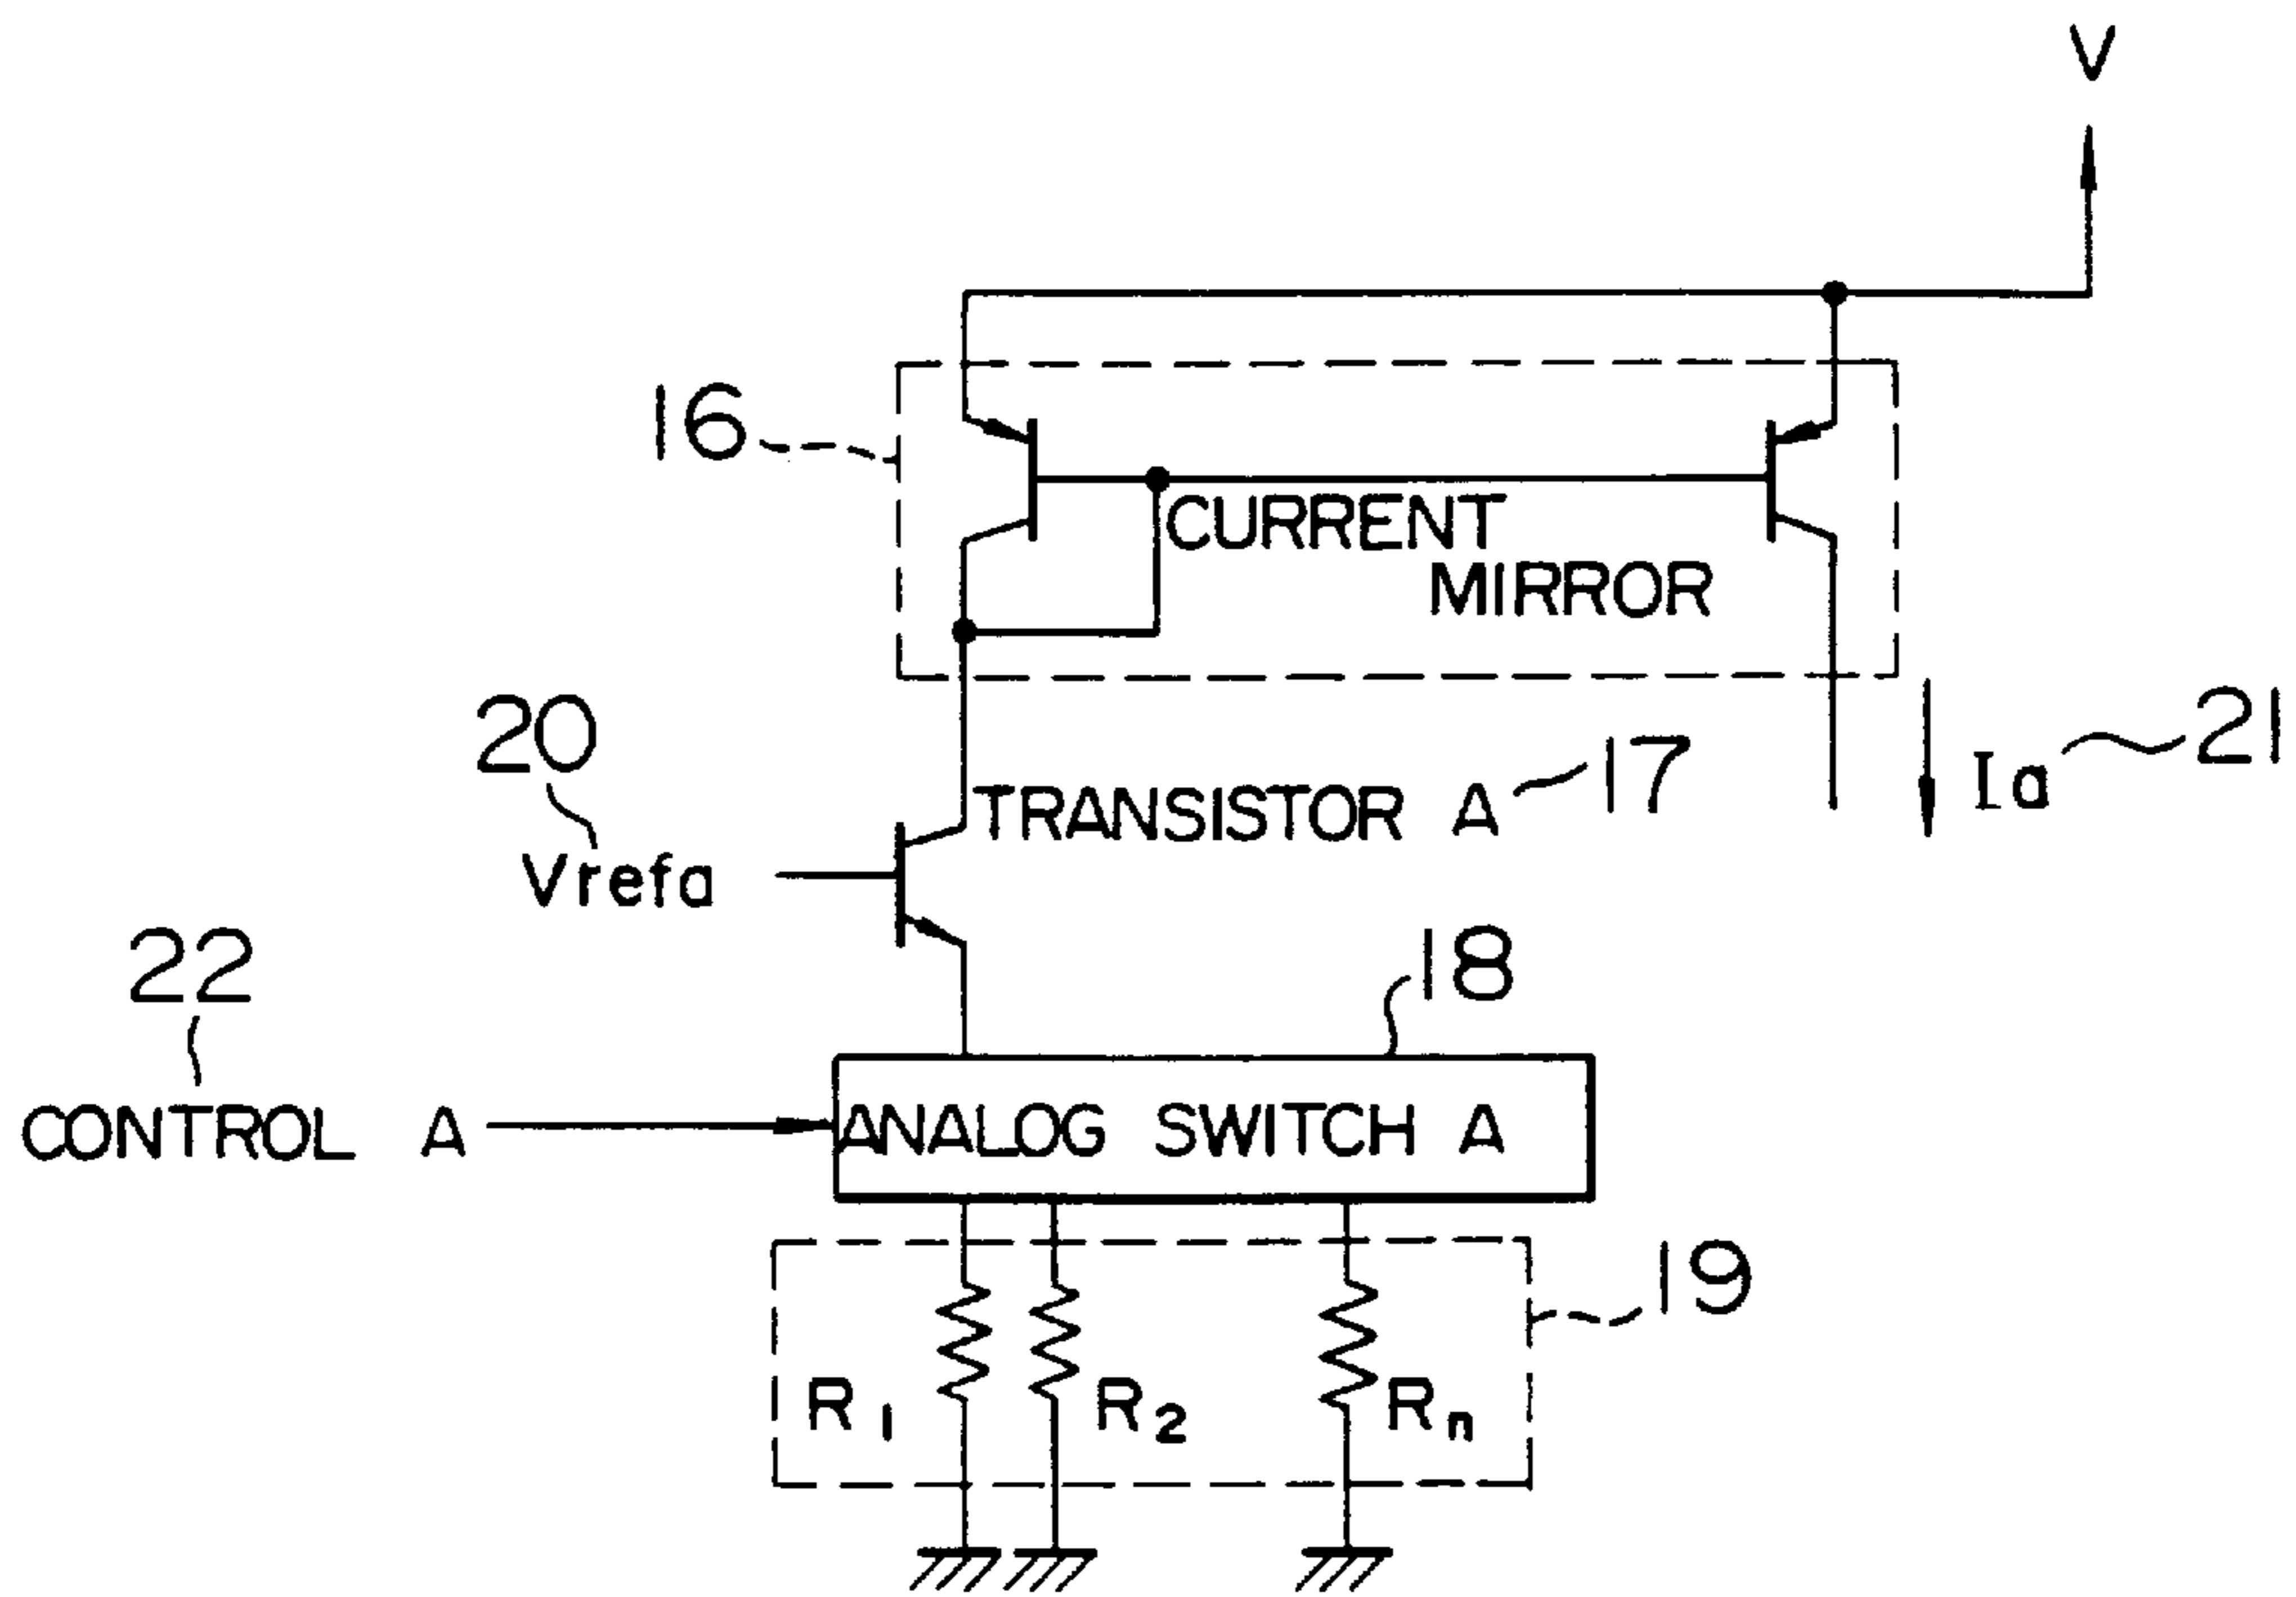 V
16
CURRENT
MIRROR
20
21
Ia
TRANSISTOR A 17
Vrefa
22
18
CONTROL A
ANALOG SWITCH A
19
R1
R2
Rn